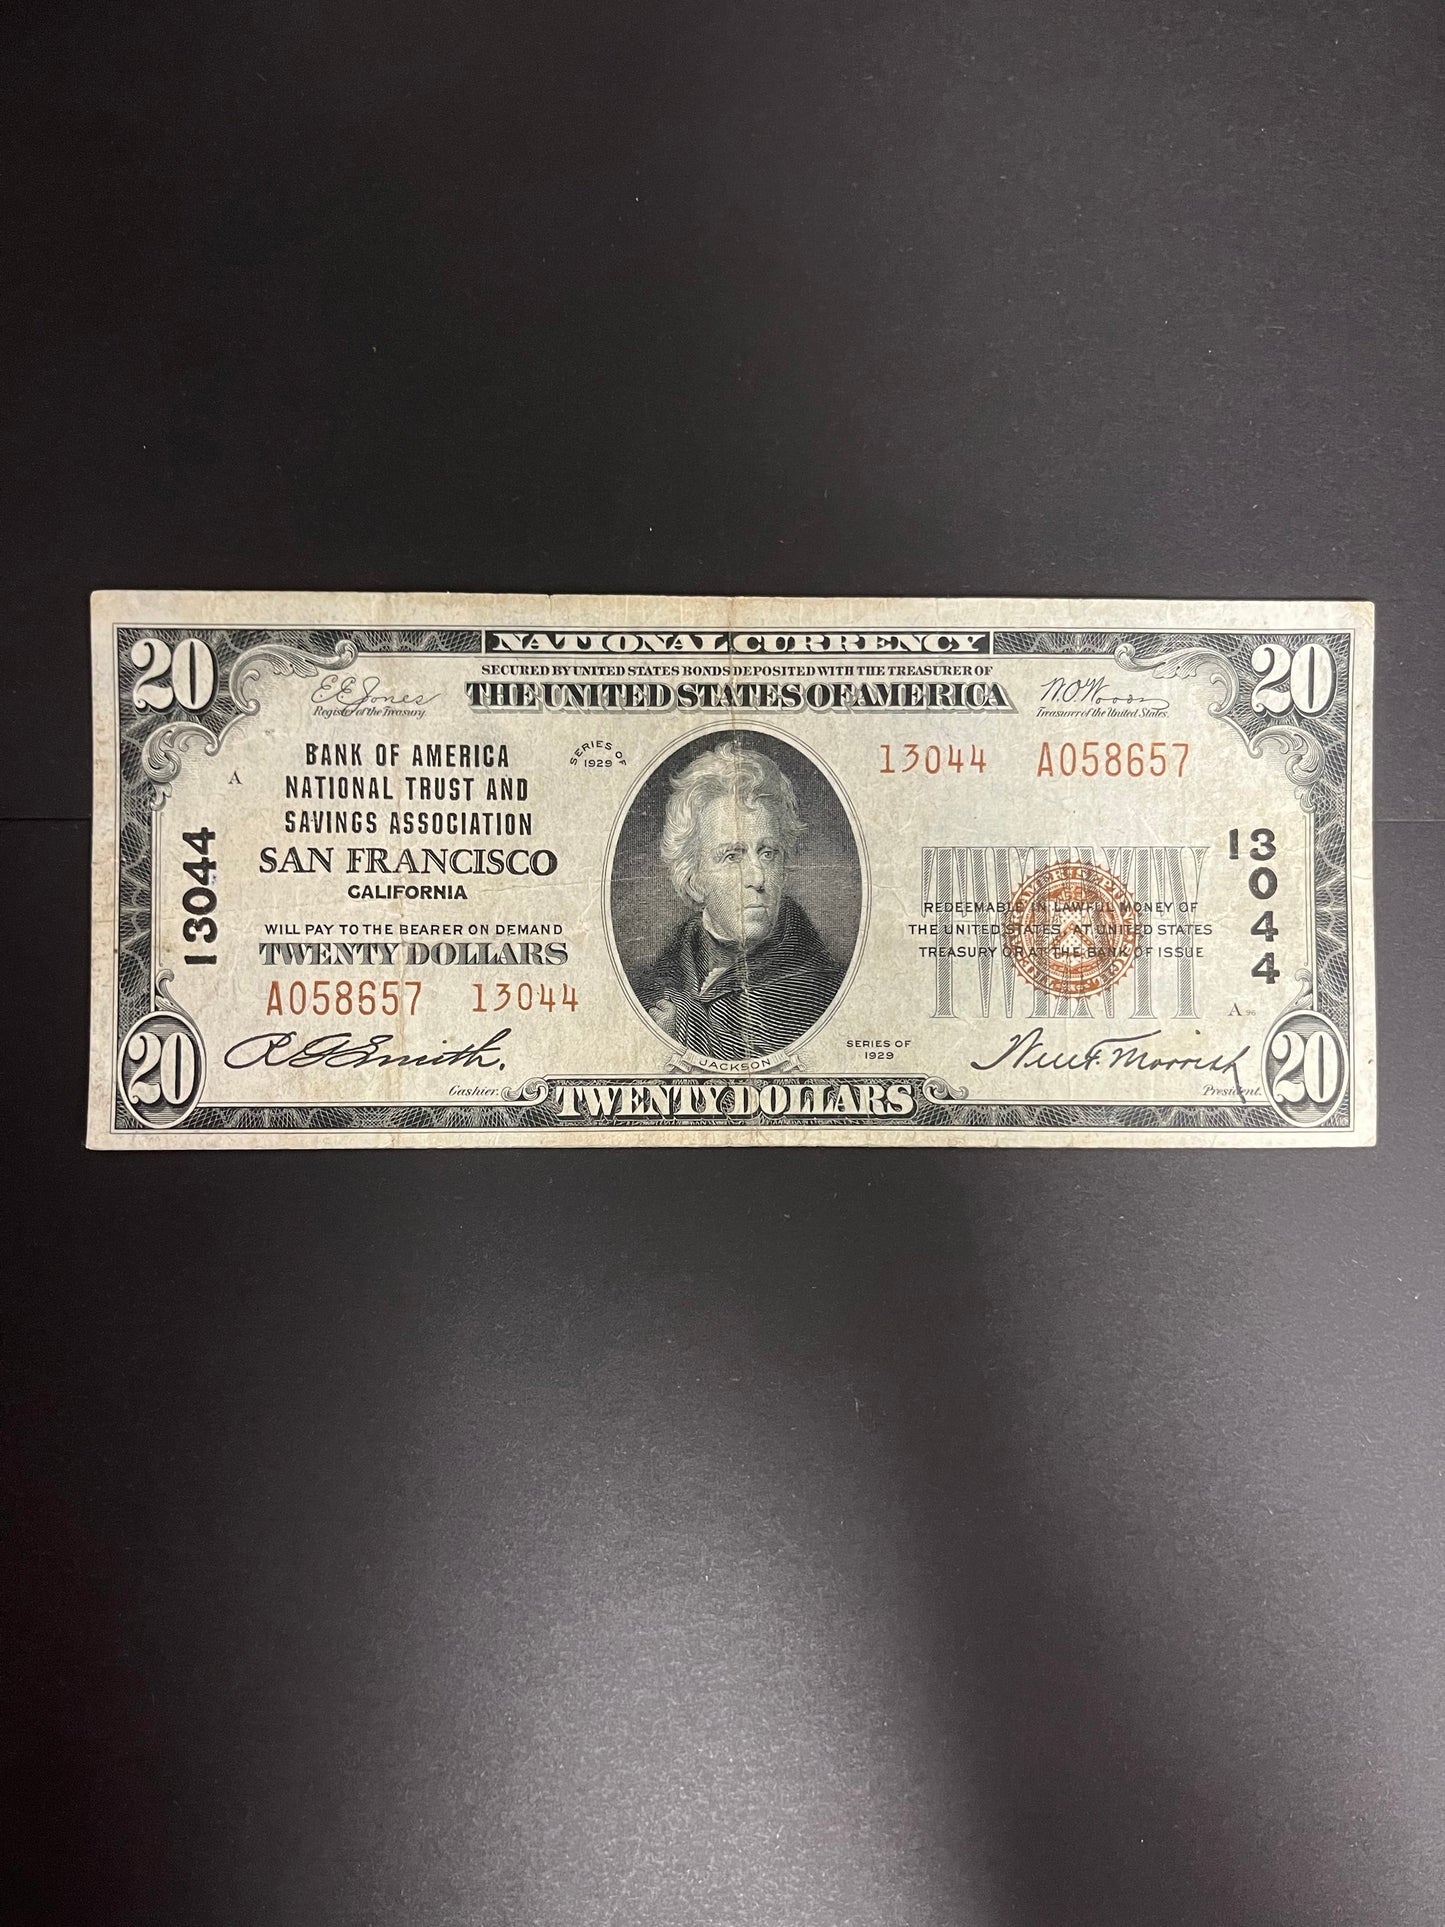 NATIONAL CURRENCY
SECURED BY UNITED STATES BONDS DEPOSITED WITH THE TREASURER OF
THE UNITED STATES OF AMERICA
20
20
E E Jones
Register of the Treasury.
W.O. Woods
Treasurer of the United States.
BANK OF AMERICA
NATIONAL TRUST AND
SAVINGS ASSOCIATION
SAN FRANCISCO
CALIFORNIA
WILL PAY TO THE BEARER ON DEMAND
TWENTY DOLLARS
A058657 13044
A
13044
SERIES OF
1929
13044 A058657
TWENTY
REDEEMABLE IN LAWFUL MONEY OF
THE UNITED STATES, AT UNITED STATES
TREASURY OR AT THE BANK OF ISSUE
13044
A 96
JACKSON
SERIES OF
1929
Cashier.
President.
20
TWENTY DOLLARS
20